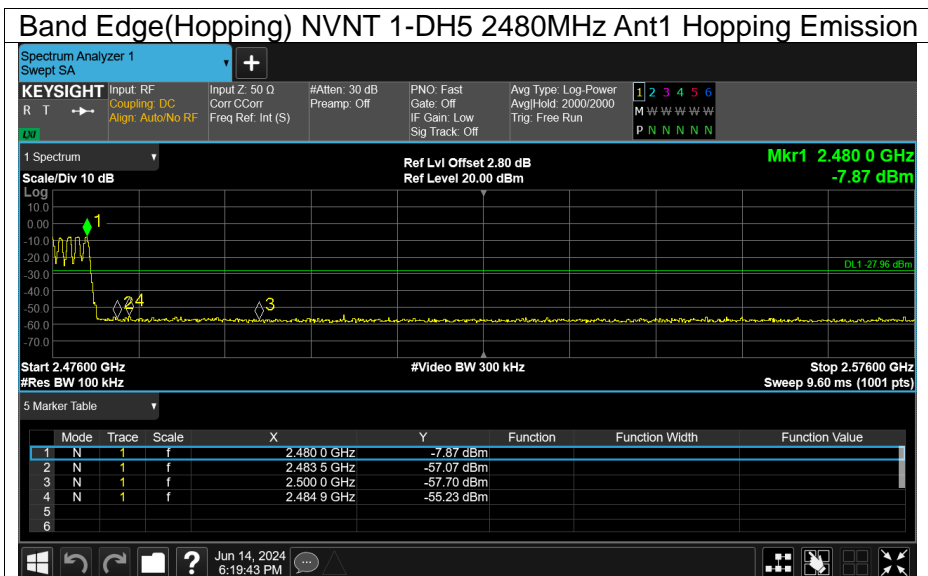 Band Edge(Hopping) NVNT 1-DH5 2480MHz Ant1 Hopping Emission
Spectrum Analyzer 1
Swept SA
+
KEYSIGHT Input: RF Input Z: 50 Ω #Atten: 30 dB PNO: Fast Avg Type: Log-Power 1 2 3 4 5 6
R T Coupling: DC Corr CCorr Preamp: Off Gate: Off Avg|Hold: 2000/2000 M W W W W W
Align: Auto/No RF Freq Ref: Int (S) IF Gain: Low Trig: Free Run
LXI Sig Track: Off P N N N N N
1 Spectrum Ref Lvl Offset 2.80 dB Mkr1 2.480 0 GHz
Scale/Div 10 dB Ref Level 20.00 dBm -7.87 dBm
Log
10.0
0.00 1
-10.0
-20.0
DL1 -27.96 dBm
-30.0
-40.0
-50.0 2 4 3
-60.0
-70.0
Start 2.47600 GHz #Video BW 300 kHz Stop 2.57600 GHz
#Res BW 100 kHz Sweep 9.60 ms (1001 pts)
5 Marker Table
Mode Trace Scale X Y Function Function Width Function Value
1 N 1 f 2.480 0 GHz -7.87 dBm
2 N 1 f 2.483 5 GHz -57.07 dBm
3 N 1 f 2.500 0 GHz -57.70 dBm
4 N 1 f 2.484 9 GHz -55.23 dBm
5
6
? Jun 14, 2024
6:19:43 PM